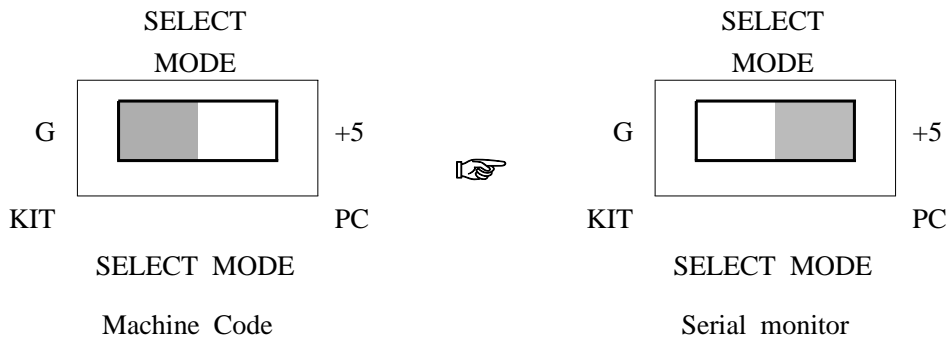 SELECT
MODE
G +5
KIT PC
SELECT MODE
Machine Code
SELECT
MODE
G +5
KIT PC
SELECT MODE
Serial monitor